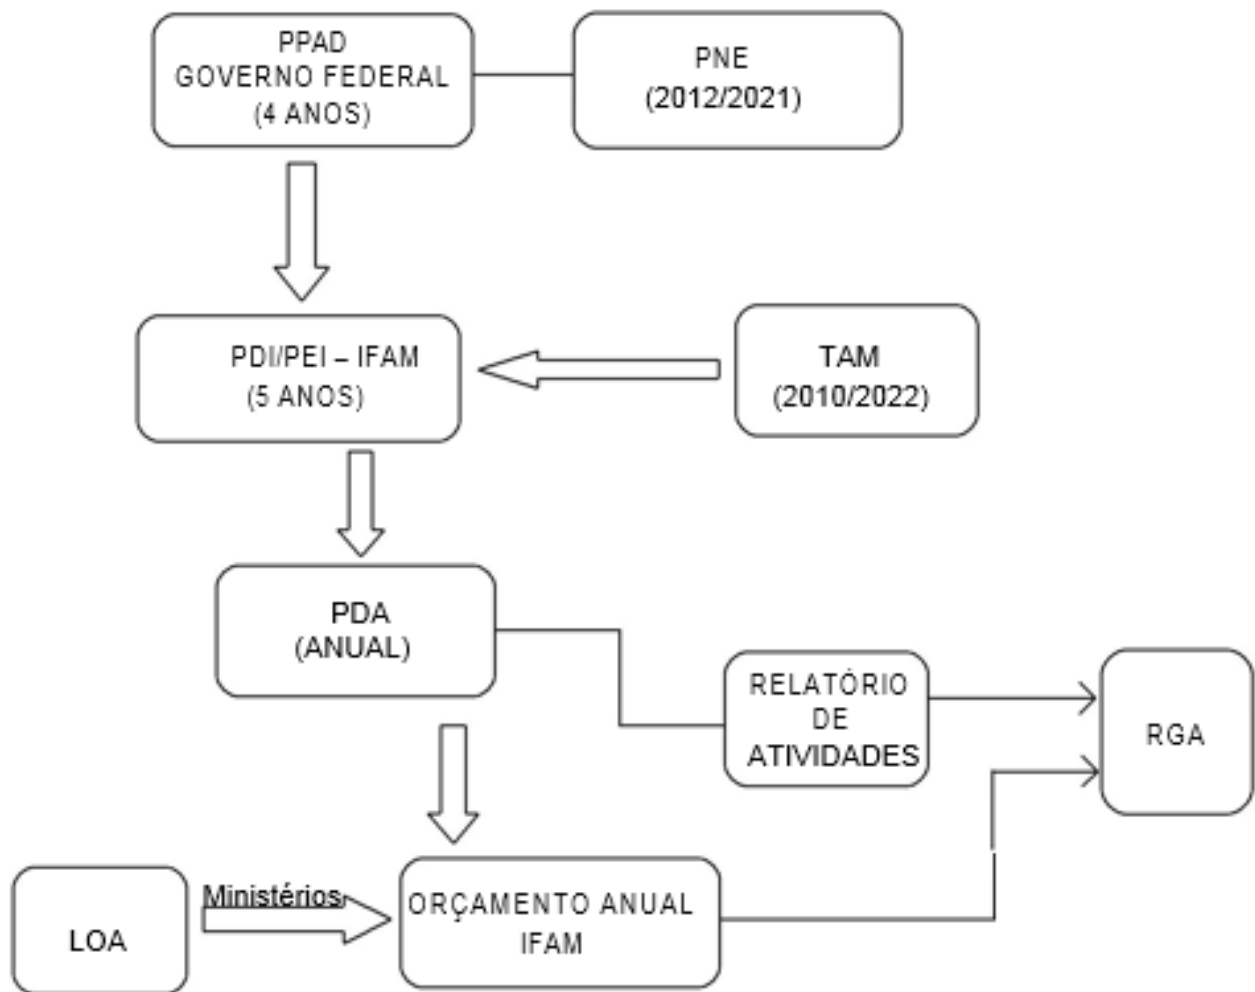 PPAD
GOVERNO FEDERAL
(4 ANOS)
PNE
(2012/2021)
PDI/PEI – IFAM
(5 ANOS)
TAM
(2010/2022)
PDA
(ANUAL)
RELATÓRIO
DE
ATIVIDADES
RGA
LOA
Ministérios
ORÇAMENTO ANUAL
IFAM